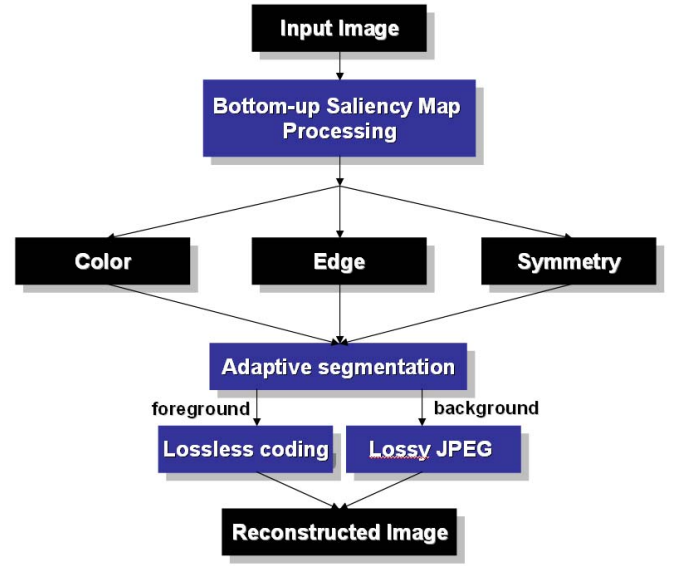 Input Image
Bottom-up Saliency Map
Processing
Color
Edge
Symmetry
Adaptive segmentation
foreground
background
Lossless coding
Lossy JPEG
Reconstructed Image